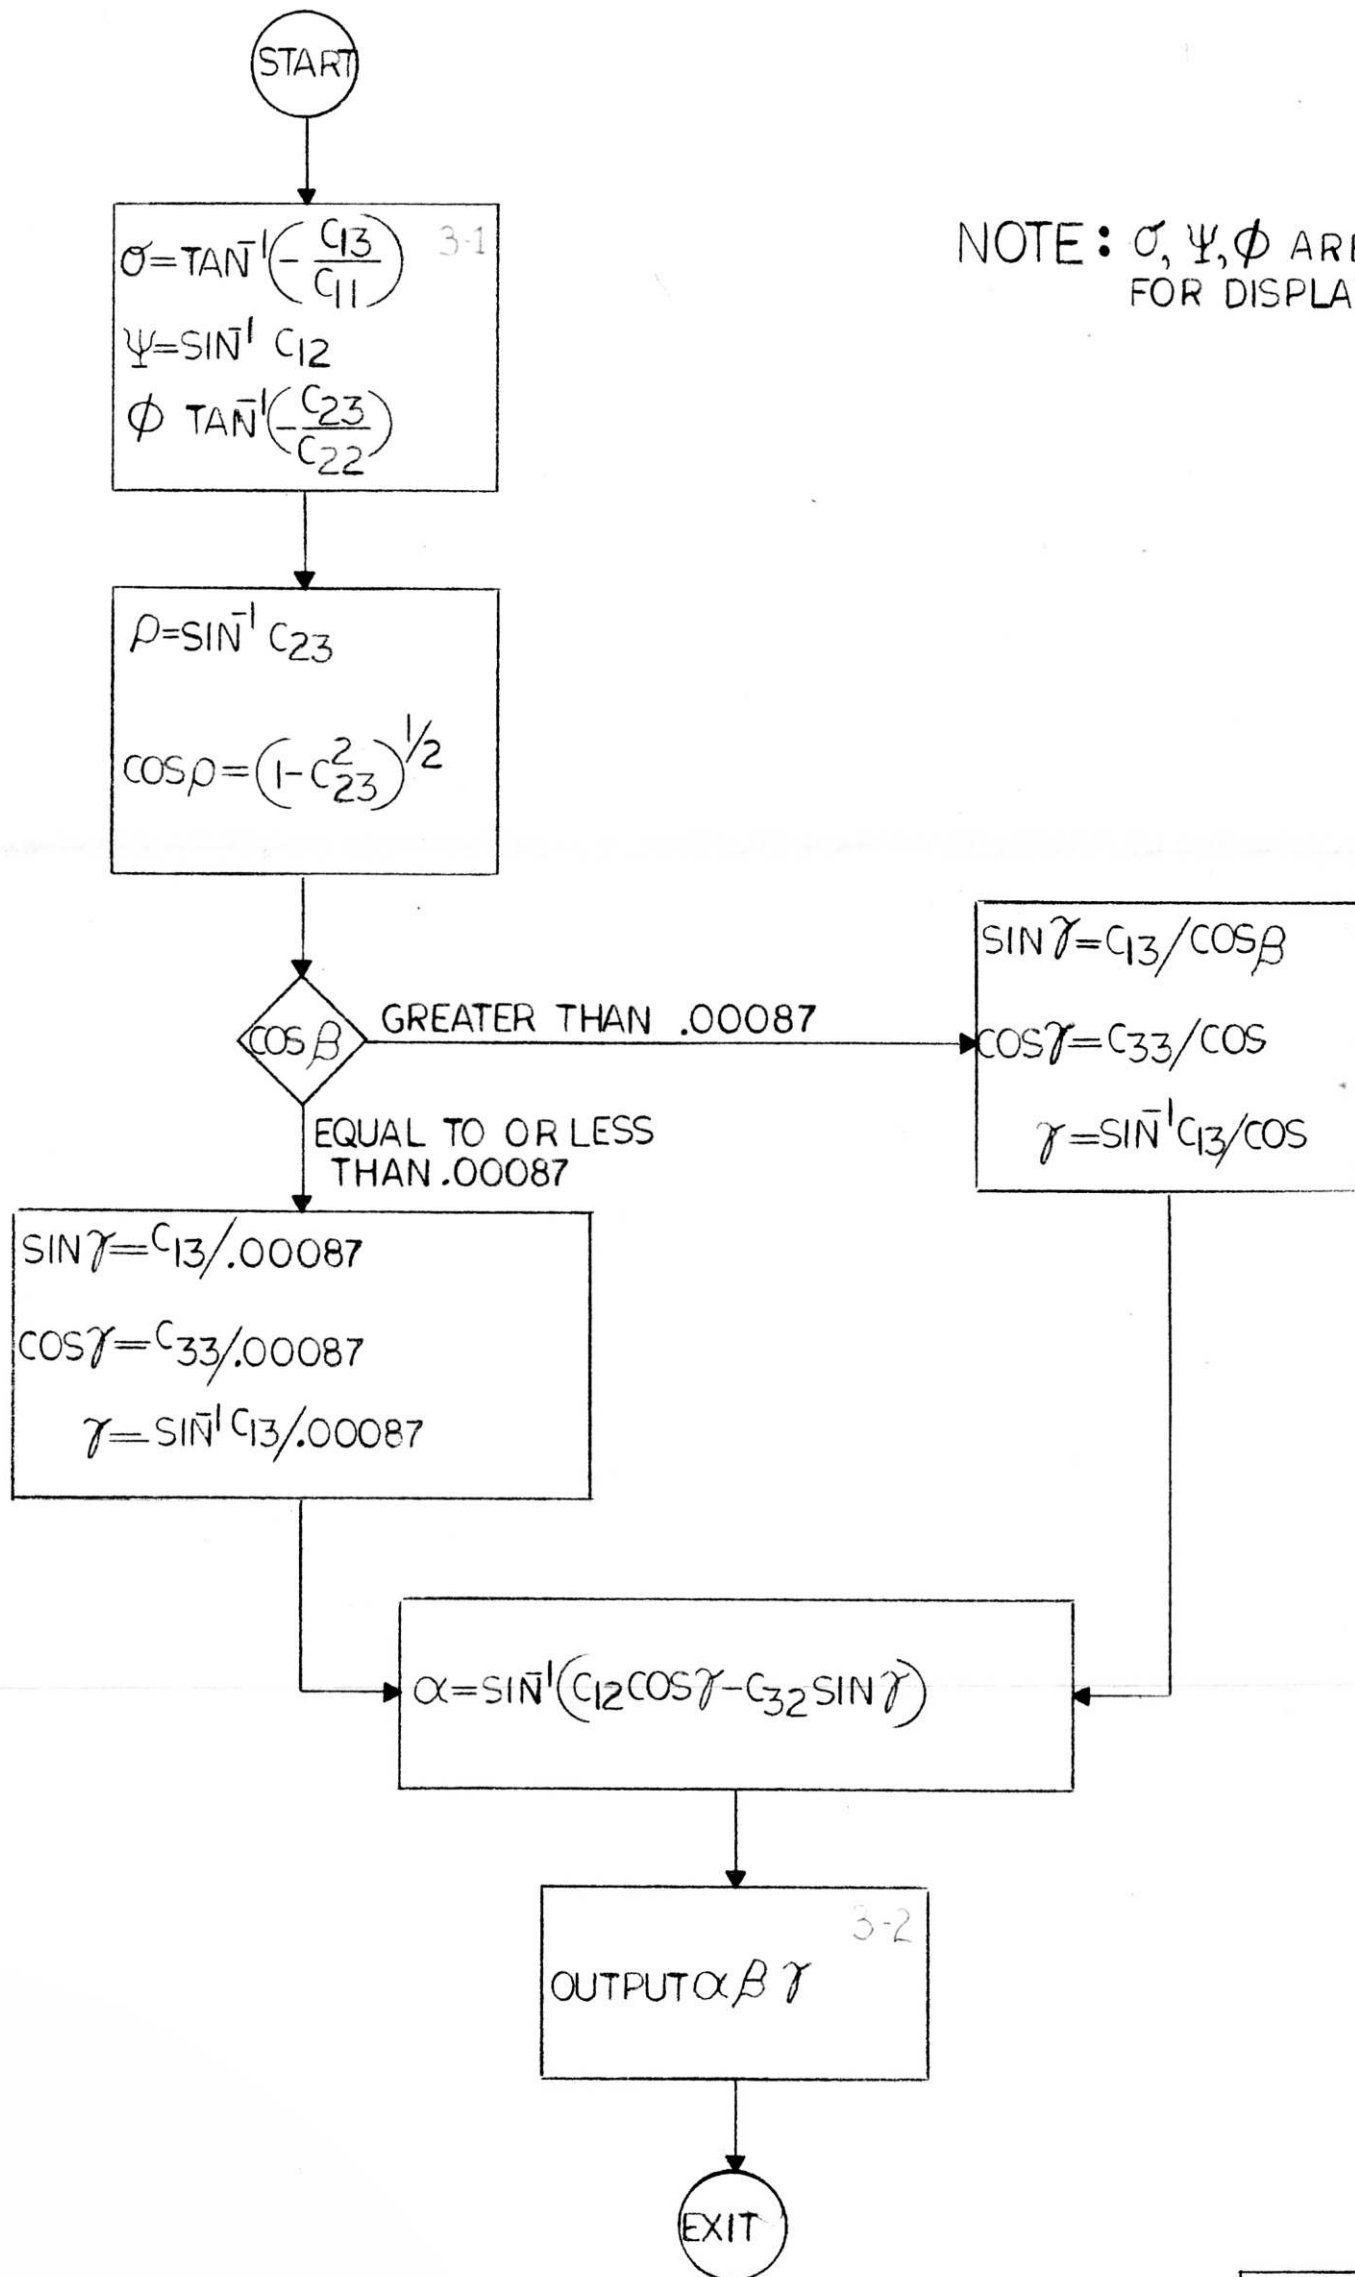 START
σ=TAN⁻¹(-C₁₃/C₁₁) 3-1
Ψ=SIN⁻¹ C₁₂
ϕ TAN⁻¹(-C₂₃/C₂₂)
NOTE: σ, Ψ, ϕ ARE
FOR DISPLA
ρ=SIN⁻¹ C₂₃
COSρ=(1-C²₂₃)^1/2
COS β
GREATER THAN .00087
EQUAL TO OR LESS
THAN .00087
SIN γ=C₁₃/COSβ
COSγ=C₃₃/COS
γ=SIN⁻¹C₁₃/COS
SIN γ=C₁₃/.00087
COSγ=C₃₃/.00087
γ=SIN⁻¹C₁₃/.00087
α=SIN⁻¹(C₁₂COSγ-C₃₂SINγ)
3-2
OUTPUT α β γ
EXIT